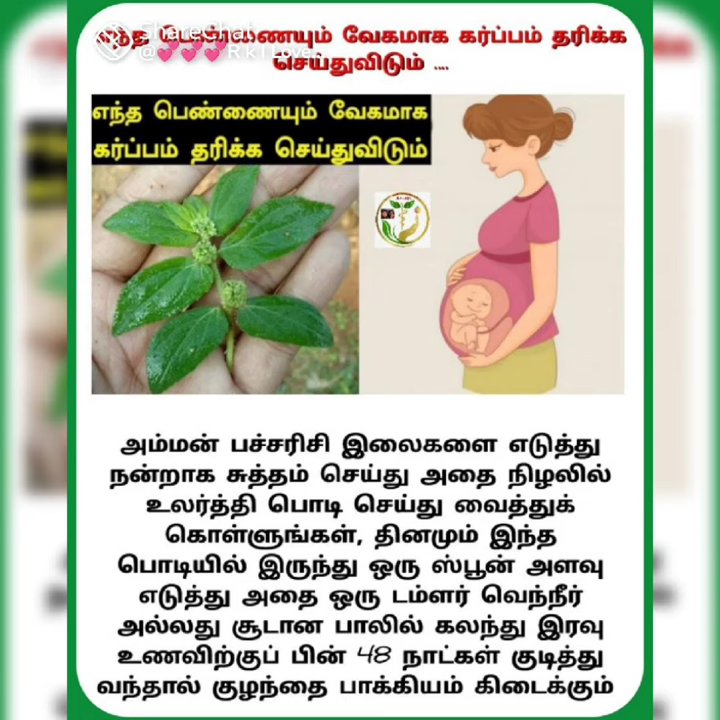 ShareChat
வேகமாக கர்ப்பம் தரிக்க
செய்துவிடும் ....
எந்த பெண்ணையும் வேகமாக
கர்ப்பம் தரிக்க செய்துவிடும்
அம்மன் பச்சரிசி இலைகளை எடுத்து
நன்றாக சுத்தம் செய்து அதை நிழலில்
உலர்த்தி பொடி செய்து வைத்துக்
கொள்ளுங்கள், தினமும் இந்த
பொடியில் இருந்து ஒரு ஸ்பூன் அளவு
எடுத்து அதை ஒரு டம்ளர் வெந்நீர்
அல்லது சூடான பாலில் கலந்து இரவு
உணவிற்குப் பின் 48 நாட்கள் குடித்து
வந்தால் குழந்தை பாக்கியம் கிடைக்கும்